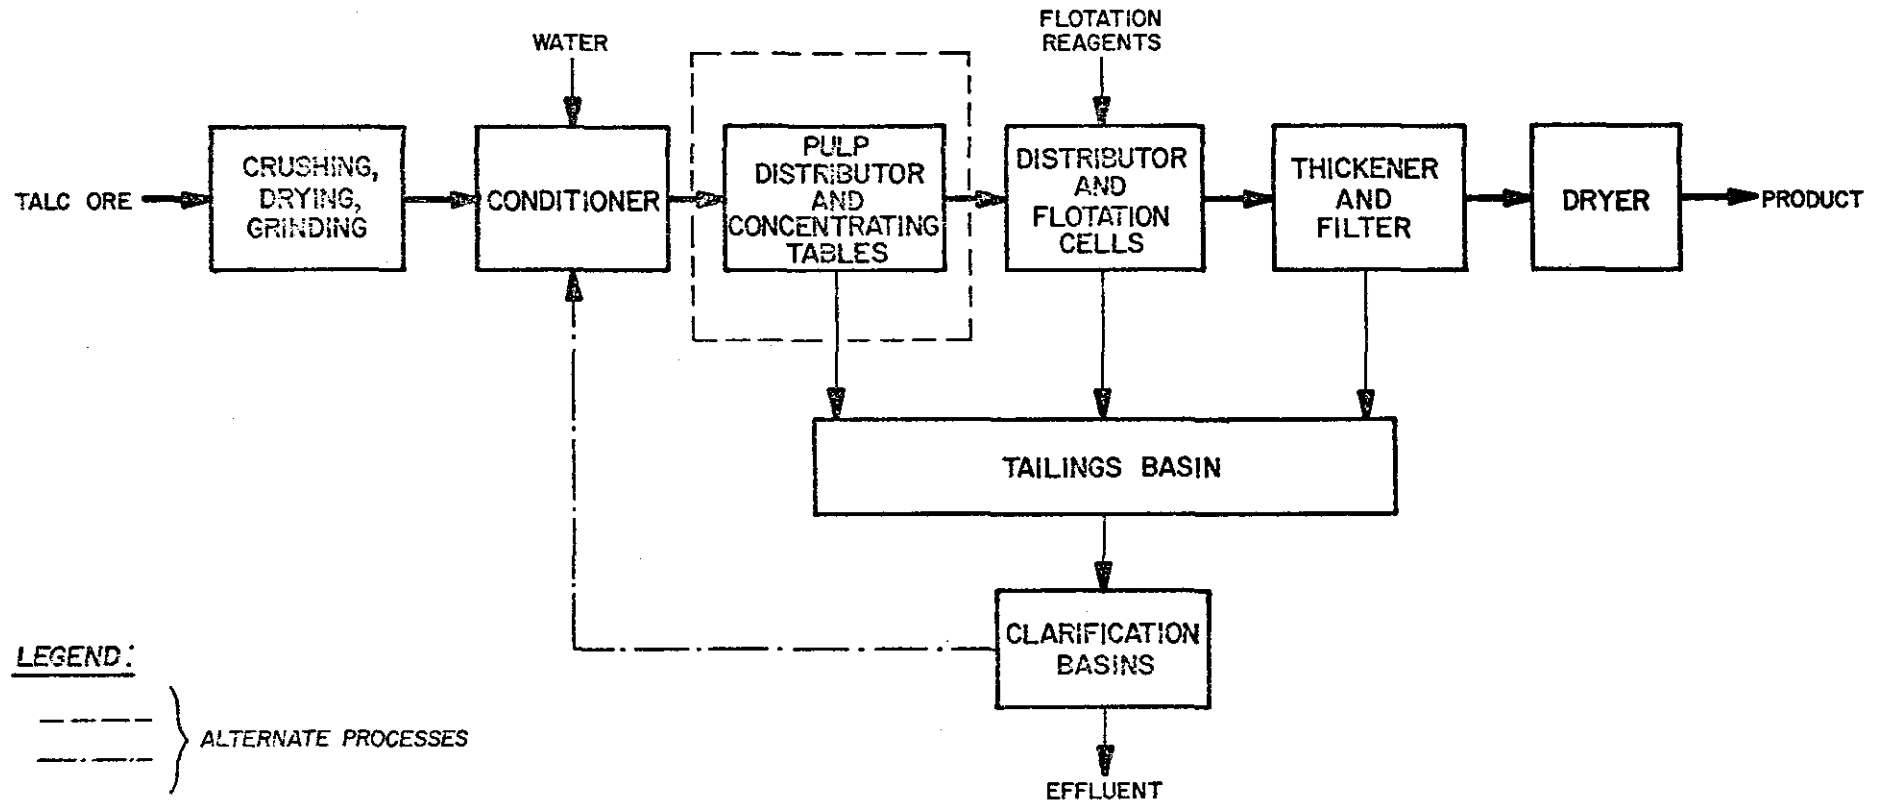 FLOTATION
REAGENTS
WATER
TALC ORE
CRUSHING,
DRYING,
GRINDING
CONDITIONER
PULP
DISTRIBUTOR
AND
CONCENTRATING
TABLES
DISTRIBUTOR
AND
FLOTATION
CELLS
THICKENER
AND
FILTER
DRYER
PRODUCT
TAILINGS BASIN
CLARIFICATION
BASINS
EFFLUENT
LEGEND:
ALTERNATE PROCESSES